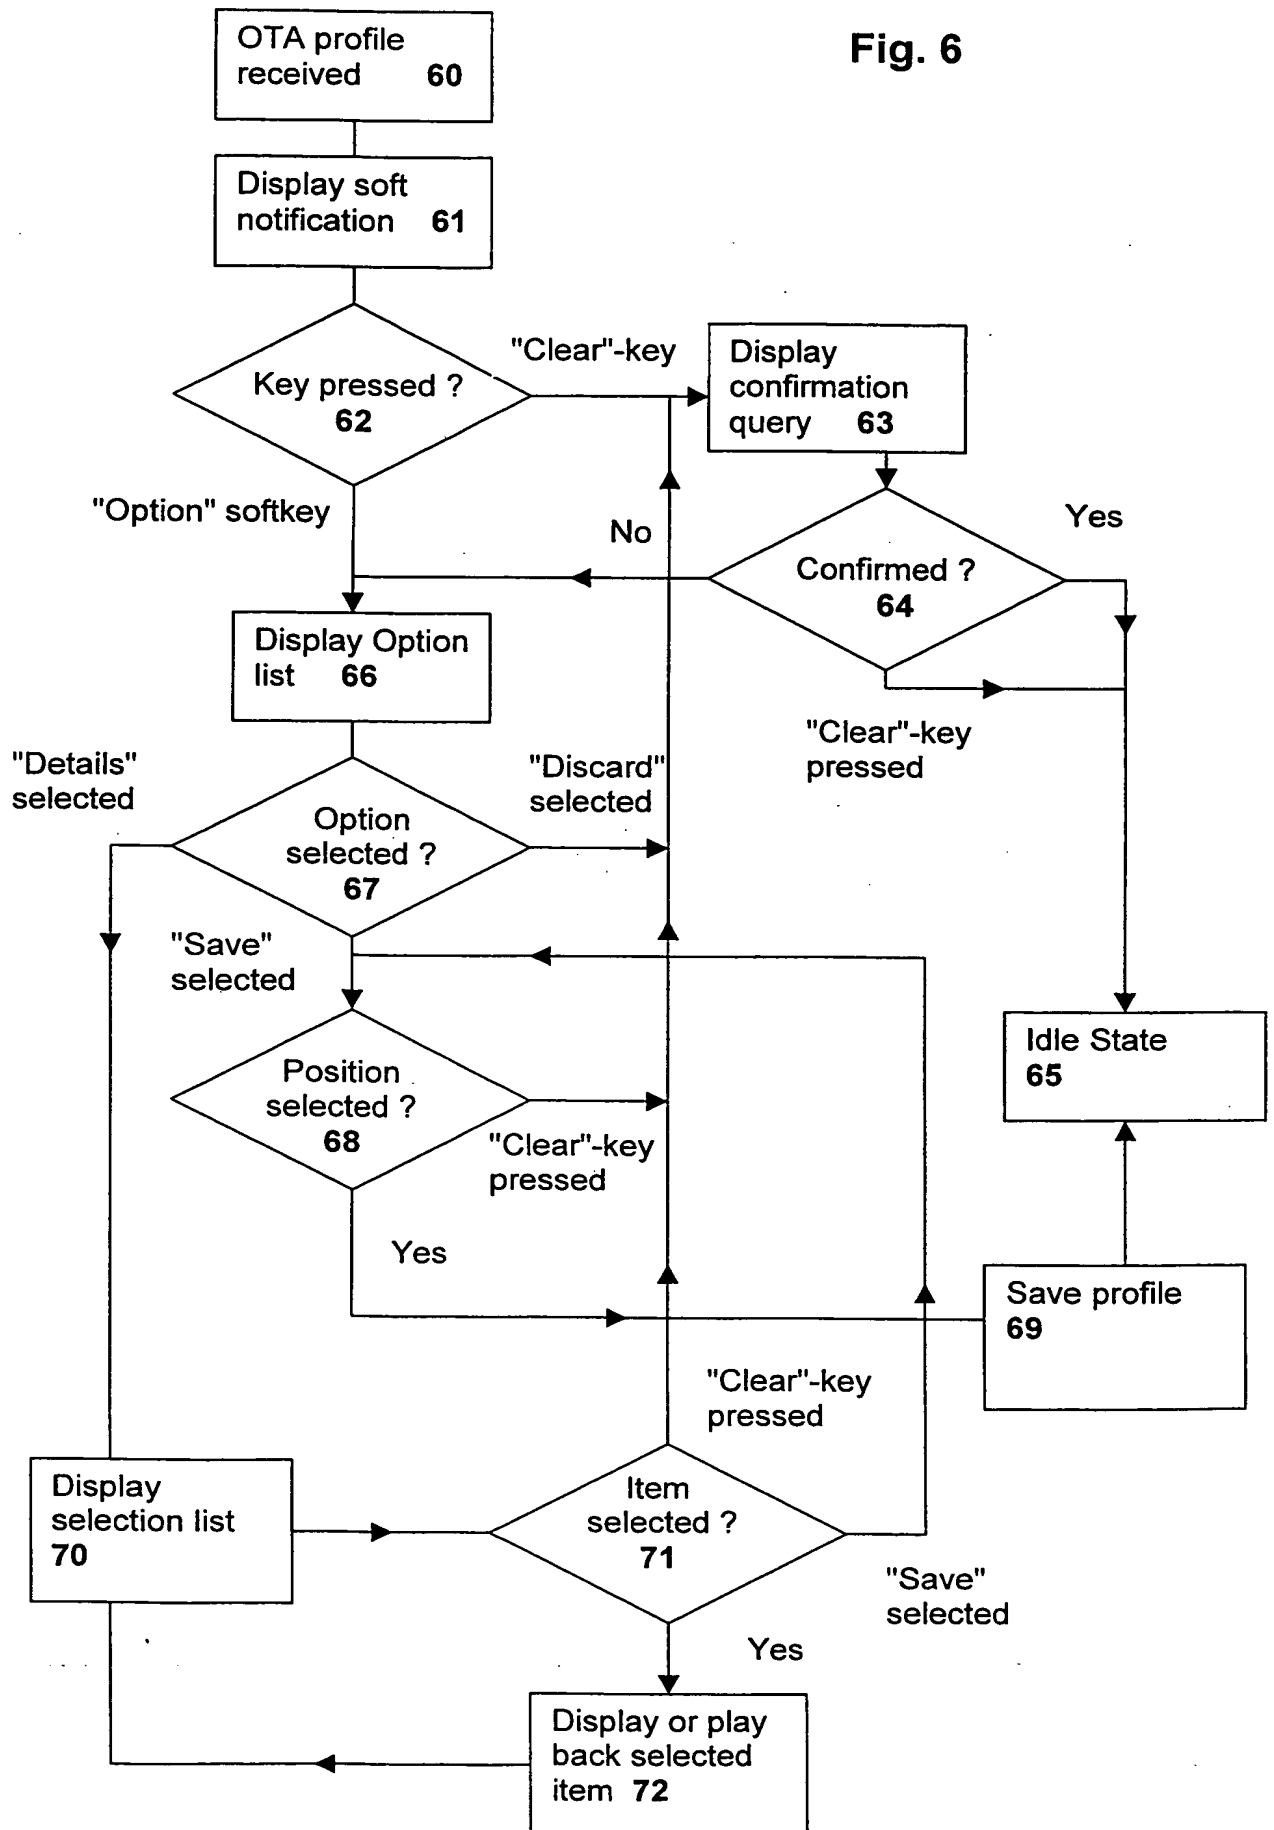 Fig. 6
OTA profile
received 60
Display soft
notification 61
"Clear"-key
Key pressed ?
62
Display
confirmation
query 63
"Option" softkey
No
Yes
Confirmed ?
64
Display Option
list 66
"Clear"-key
pressed
"Details"
selected
"Discard"
selected
Option
selected ?
67
"Save"
selected
Position
selected ?
68
"Clear"-key
pressed
Idle State
65
Yes
Save profile
69
"Clear"-key
pressed
Display
selection list
70
Item
selected ?
71
"Save"
selected
Yes
Display or play
back selected
item 72